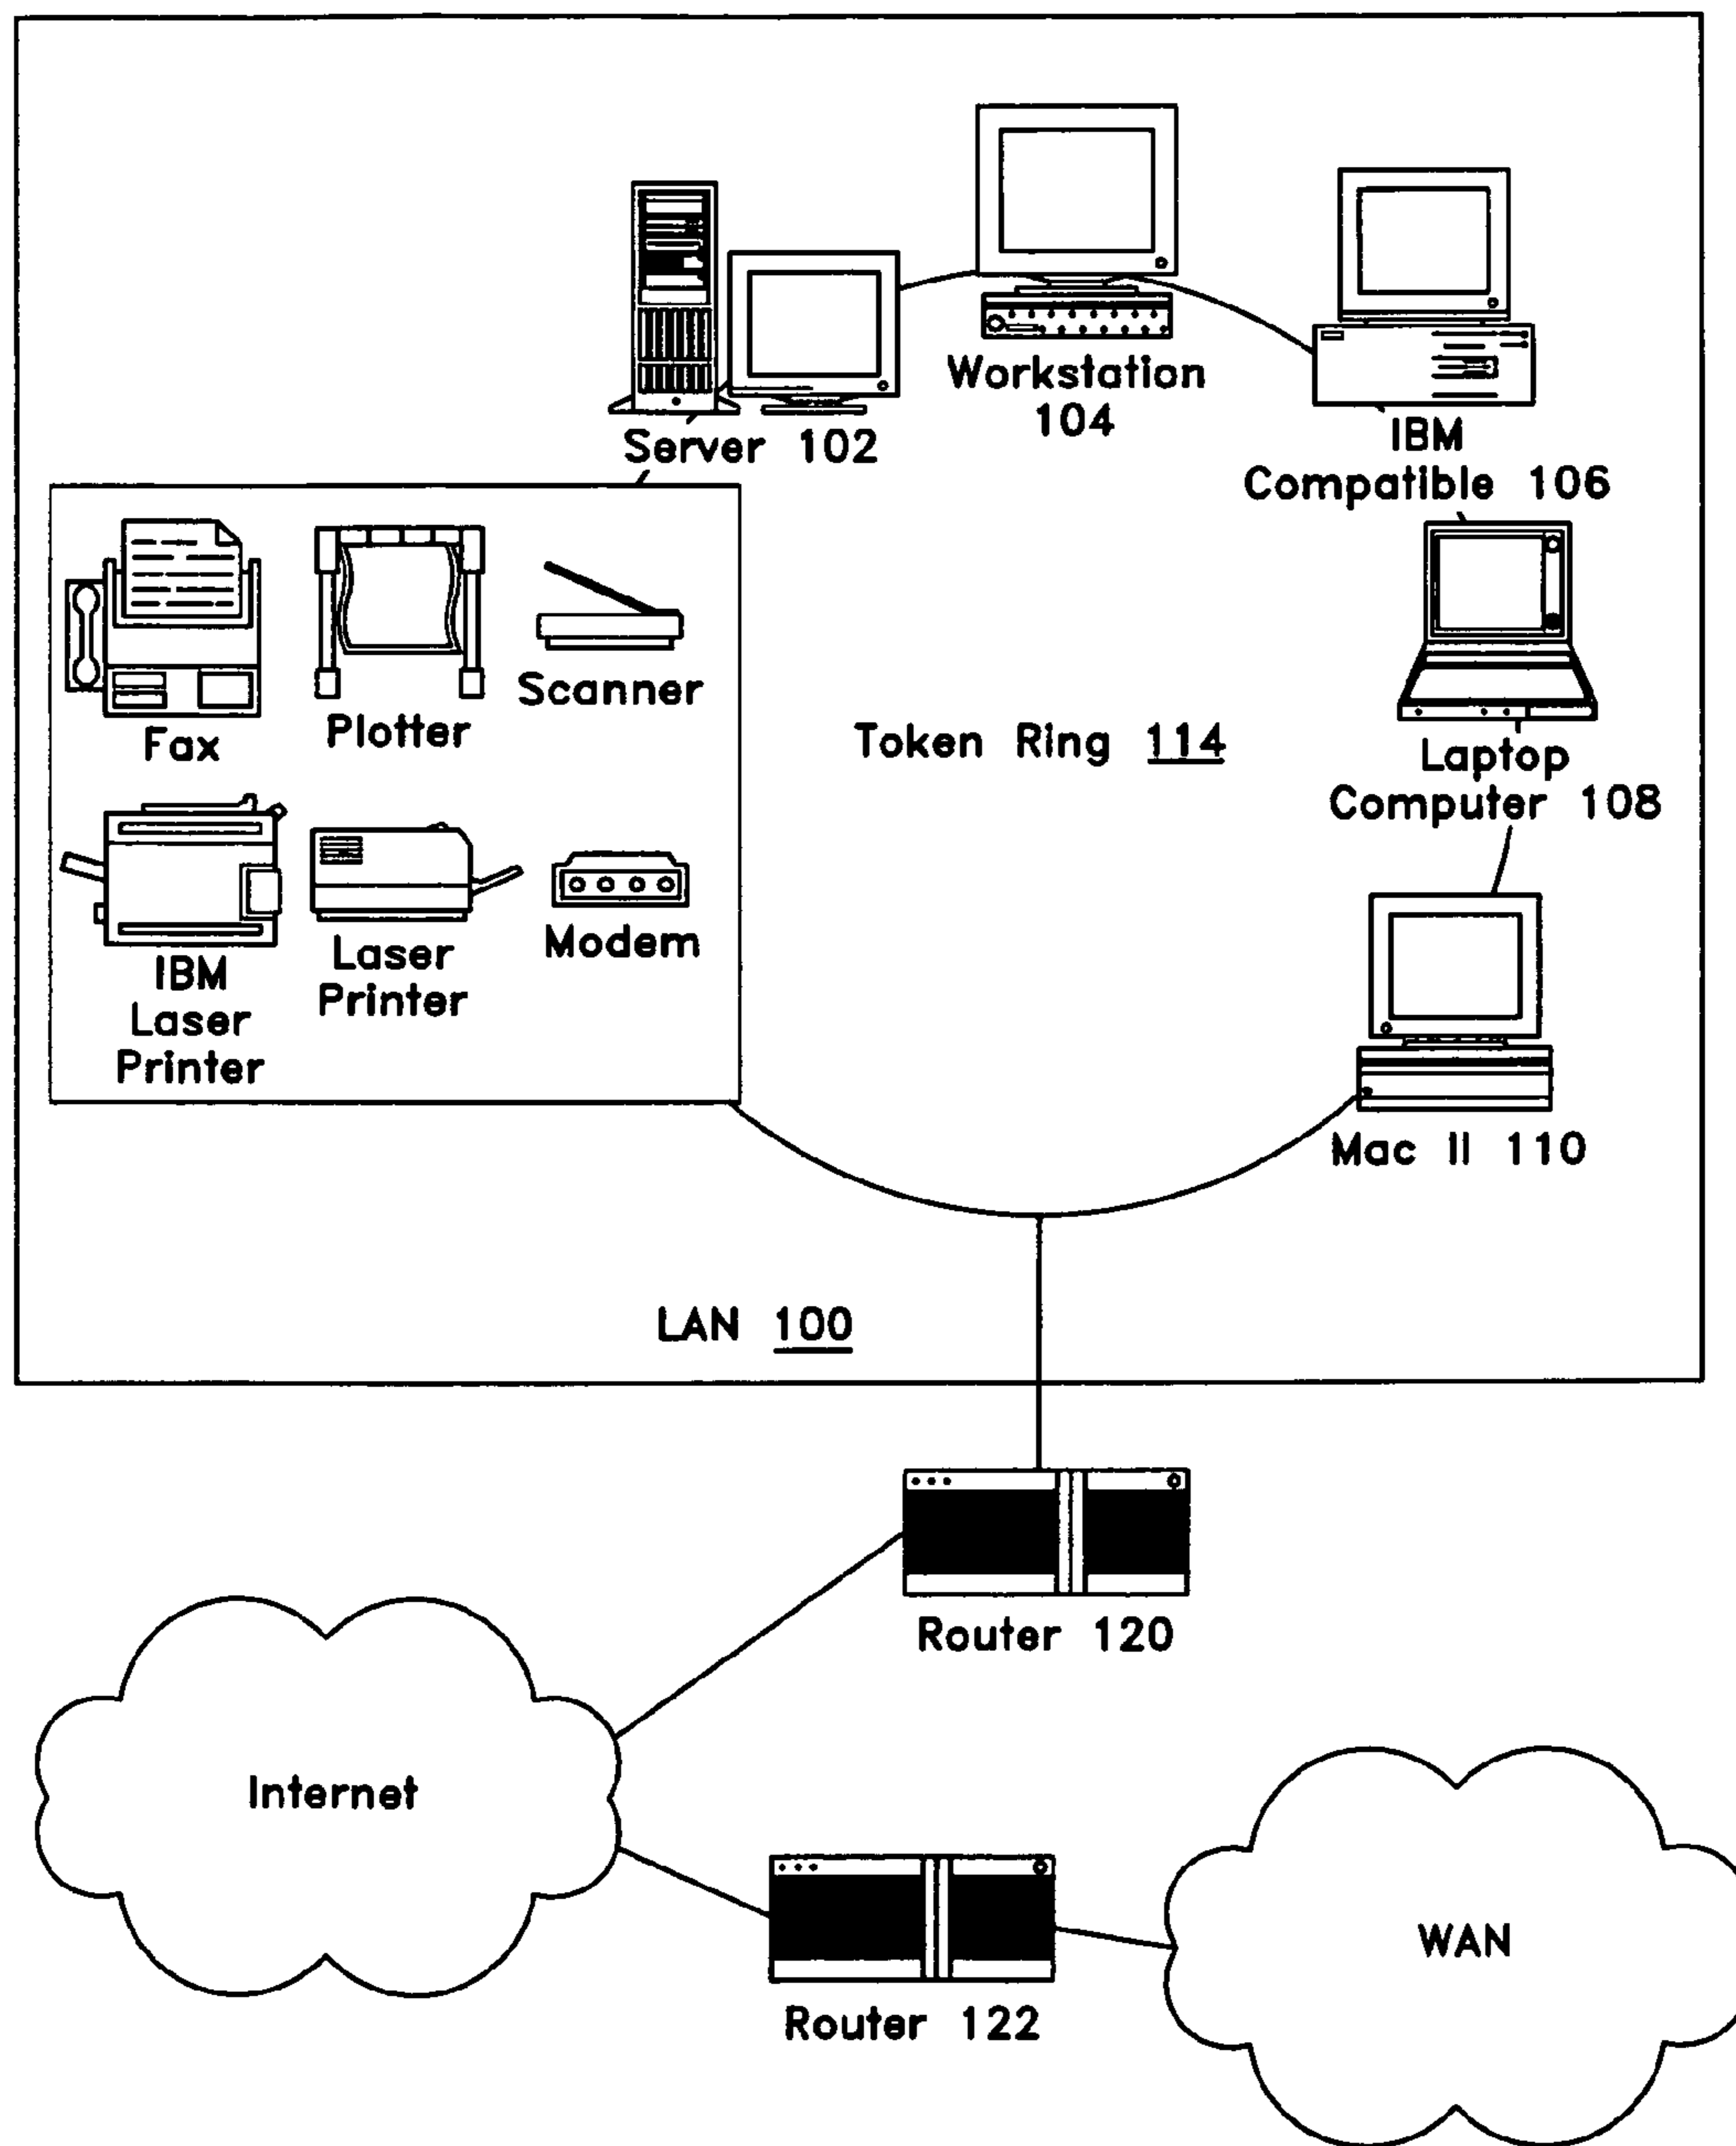 Workstation
104
Server 102
IBM
Compatible 106
Fax
Plotter
Scanner
Token Ring 114
Laptop
Computer 108
IBM
Laser
Printer
Laser
Printer
Modem
Mac II 110
LAN 100
Router 120
Internet
Router 122
WAN